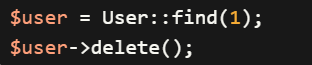 $user = User::find(1);
$user->delete();